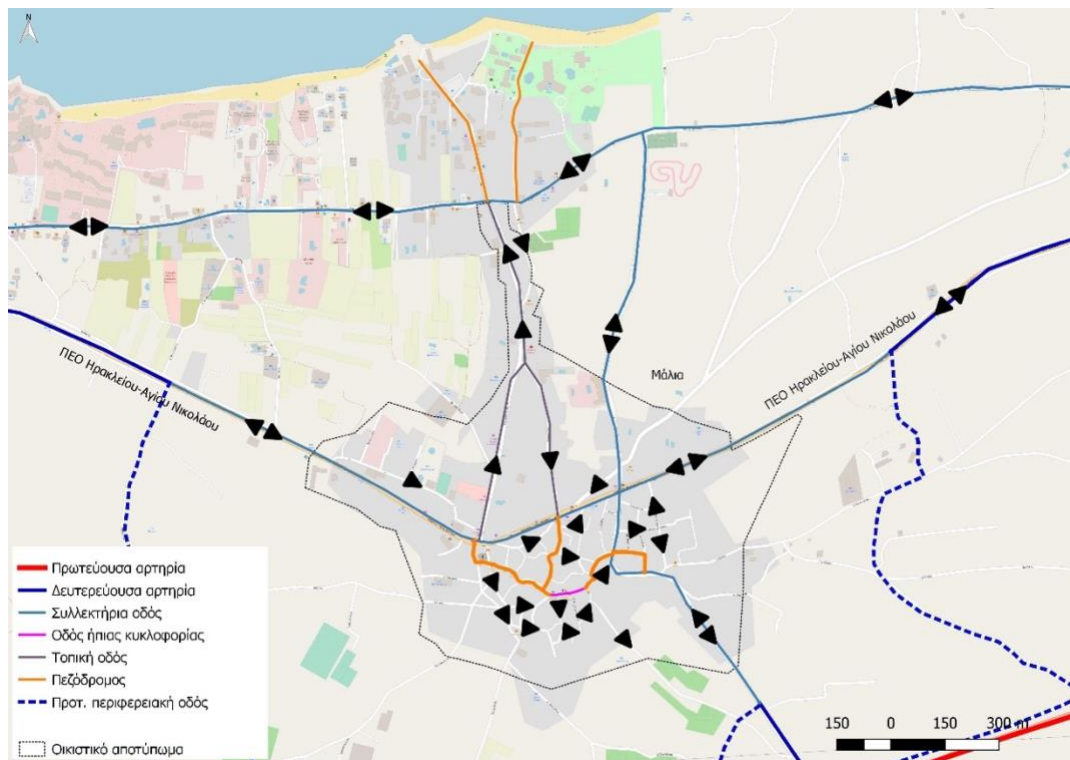 N
ΠΕΟ Ηρακλείου-Αγίου Νικολάου
Μάλια
ΠΕΟ Ηρακλείου-Αγίου Νικολάου
Πρωτεύουσα αρτηρία
Δευτερεύουσα αρτηρία
Συλλεκτήρια οδός
Οδός ήπιας κυκλοφορίας
Τοπική οδός
Πεζόδρομος
Προτ. περιφερειακή οδός
Οικιστικό αποτύπωμα
150 0 150 300 m